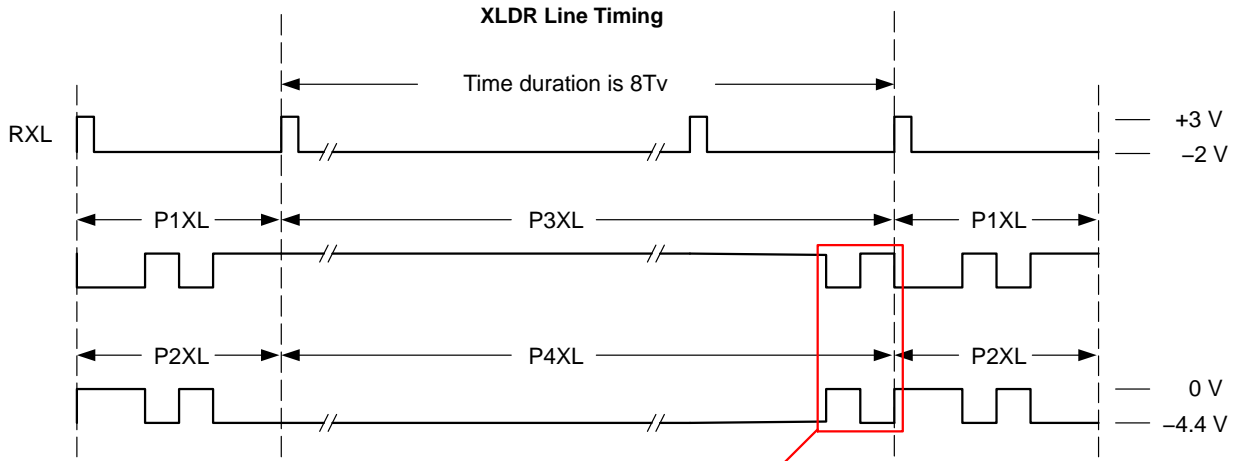 XLDR Line Timing
Time duration is 8Tv
RXL
+3 V
−2 V
P1XL
P3XL
P1XL
P2XL
P4XL
P2XL
0 V
−4.4 V